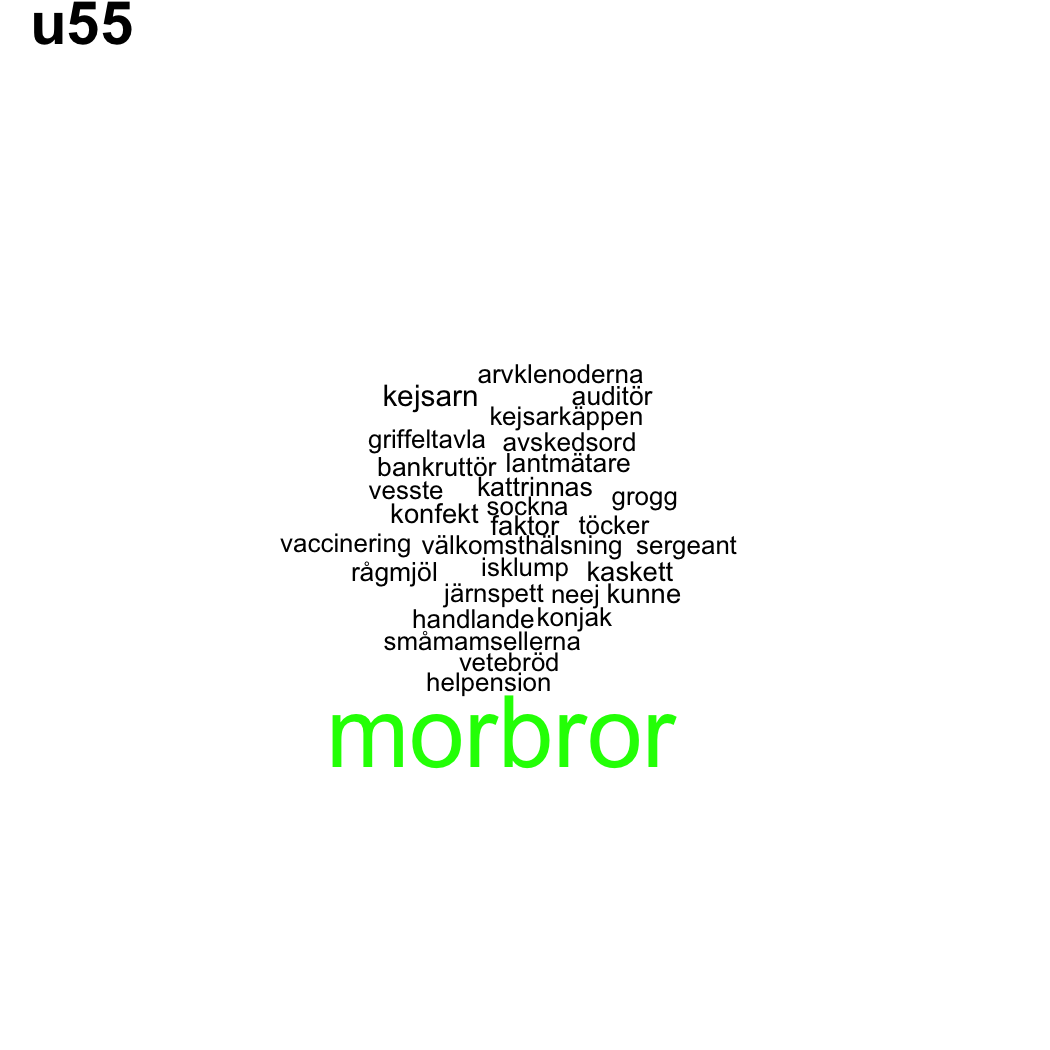 u55
arvklenoderna
kejsarn auditör
kejsarkäppen
griffeltavla avskedsord
bankruttör lantmätare
vesste kattrinnas grogg
konfekt sockna
faktor töcker
vaccinering välkomsthälsning sergeant
rågmjöl isklump kaskett
järnspett neej kunne
handlande konjak
småmamsellerna
vetebröd
helpension
morbror